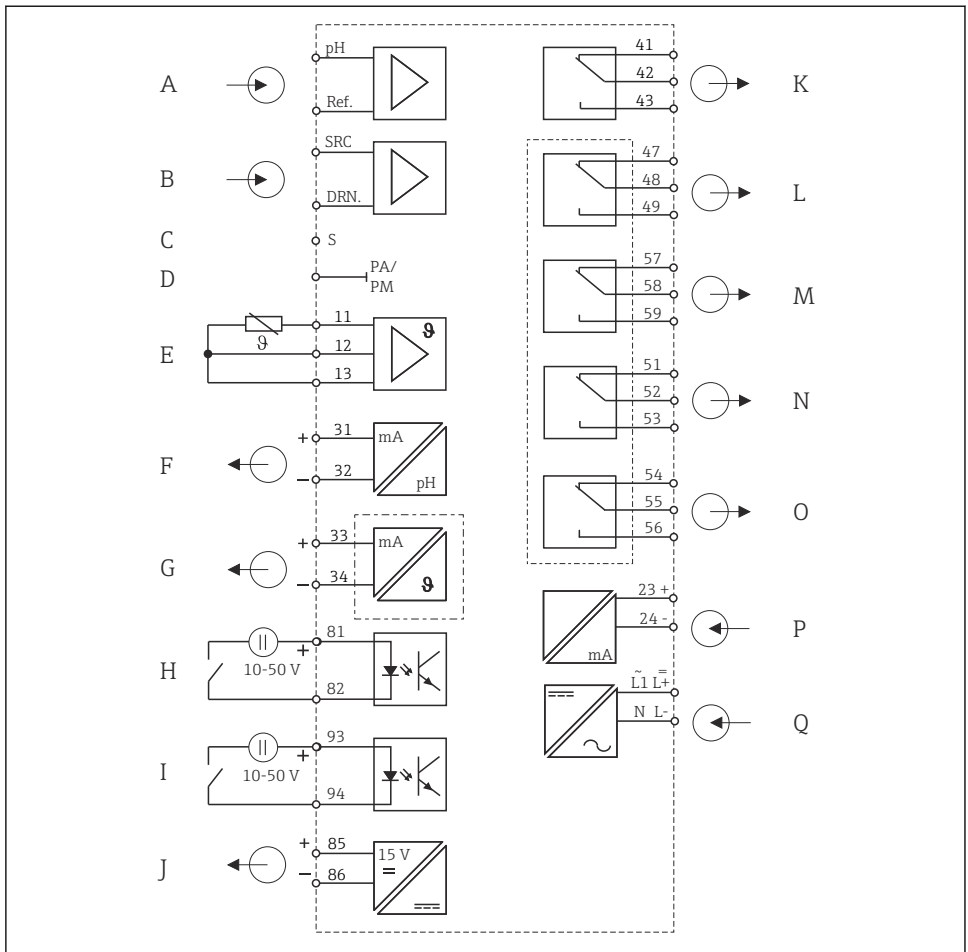 pH
A
Ref.
SRC
B
DRN.
C
S
D
PA/
PM
11
ϑ
ϑ
12
E
13
+ 31
mA
F
− 32
pH
+ 33
mA
G
− 34
ϑ
81
+
H
10-50 V
82
93
+
I
10-50 V
94
+ 85
15 V
=
J
− 86
41
42
K
43
47
48
L
49
57
58
M
59
51
52
N
53
54
55
O
56
23 +
24 -
P
mA
~ =
L1 L+
N L-
Q